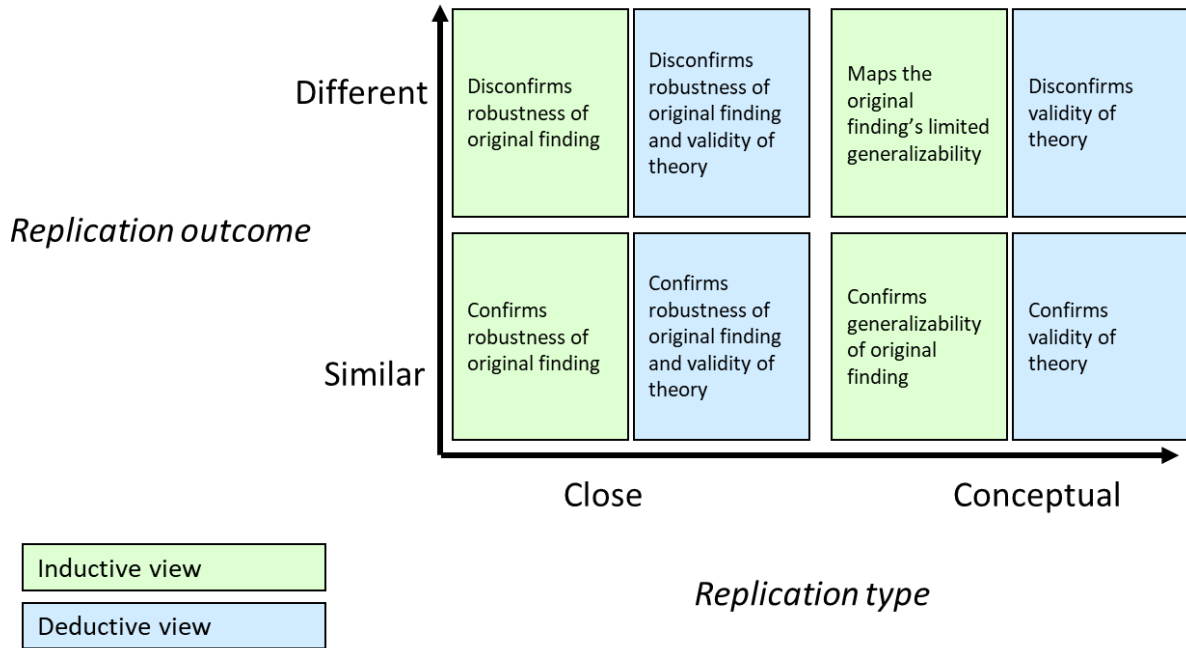 Different
Disconfirms
robustness of
original finding
Disconfirms
robustness of
original finding
and validity of
theory
Maps the
original
finding’s limited
generalizability
Disconfirms
validity of
theory
Replication outcome
Similar
Confirms
robustness of
original finding
Confirms
robustness of
original finding
and validity of
theory
Confirms
generalizability
of original
finding
Confirms
validity of
theory
Close
Conceptual
Replication type
Inductive view
Deductive view